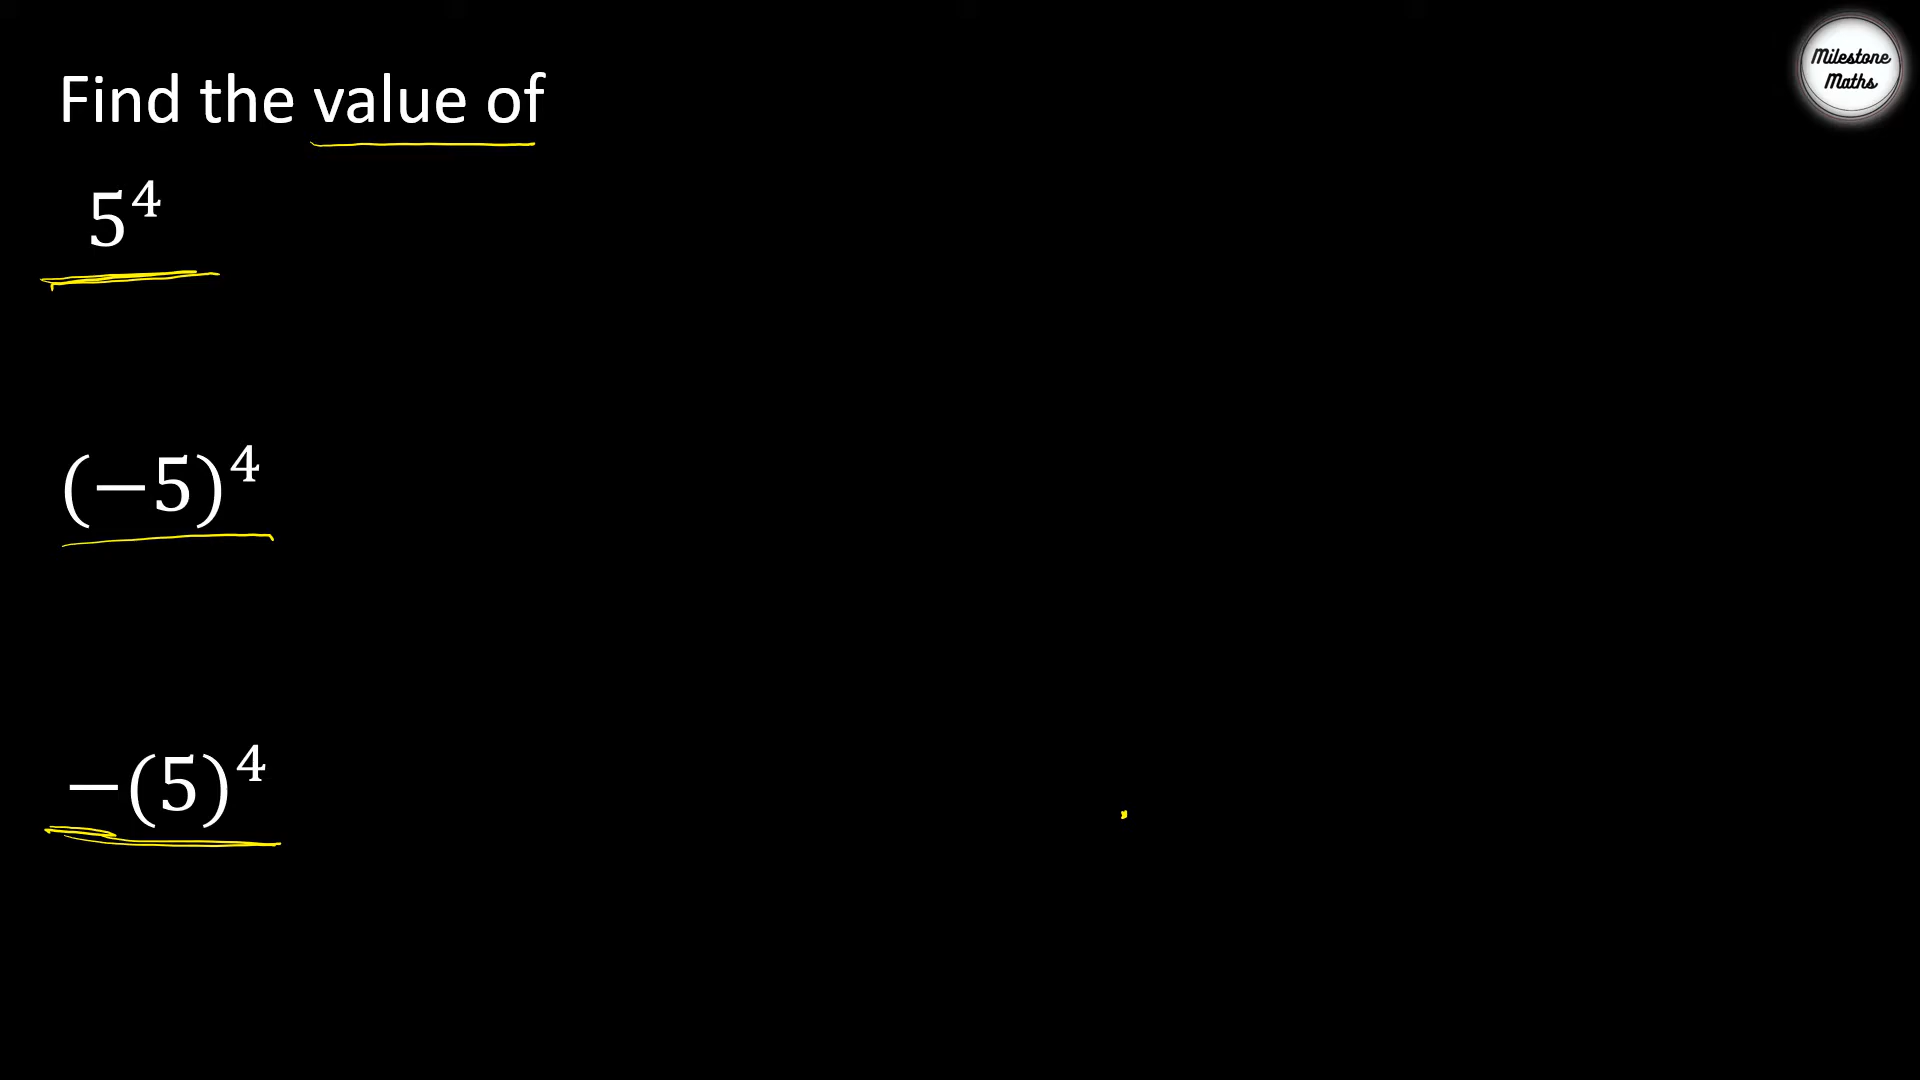 Find the value of
Milestone
Maths
5⁴
(−5)⁴
−(5)⁴